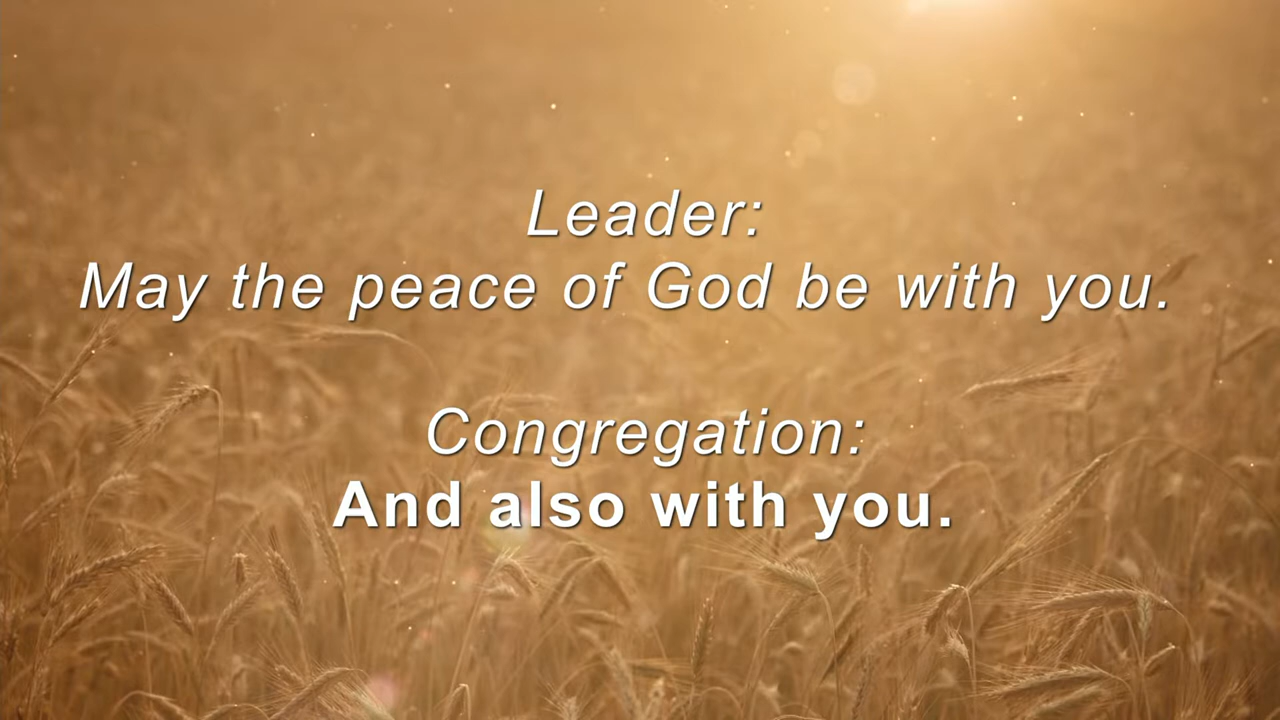 Leader:
May the peace of God be with you.
Congregation:
And also with you.